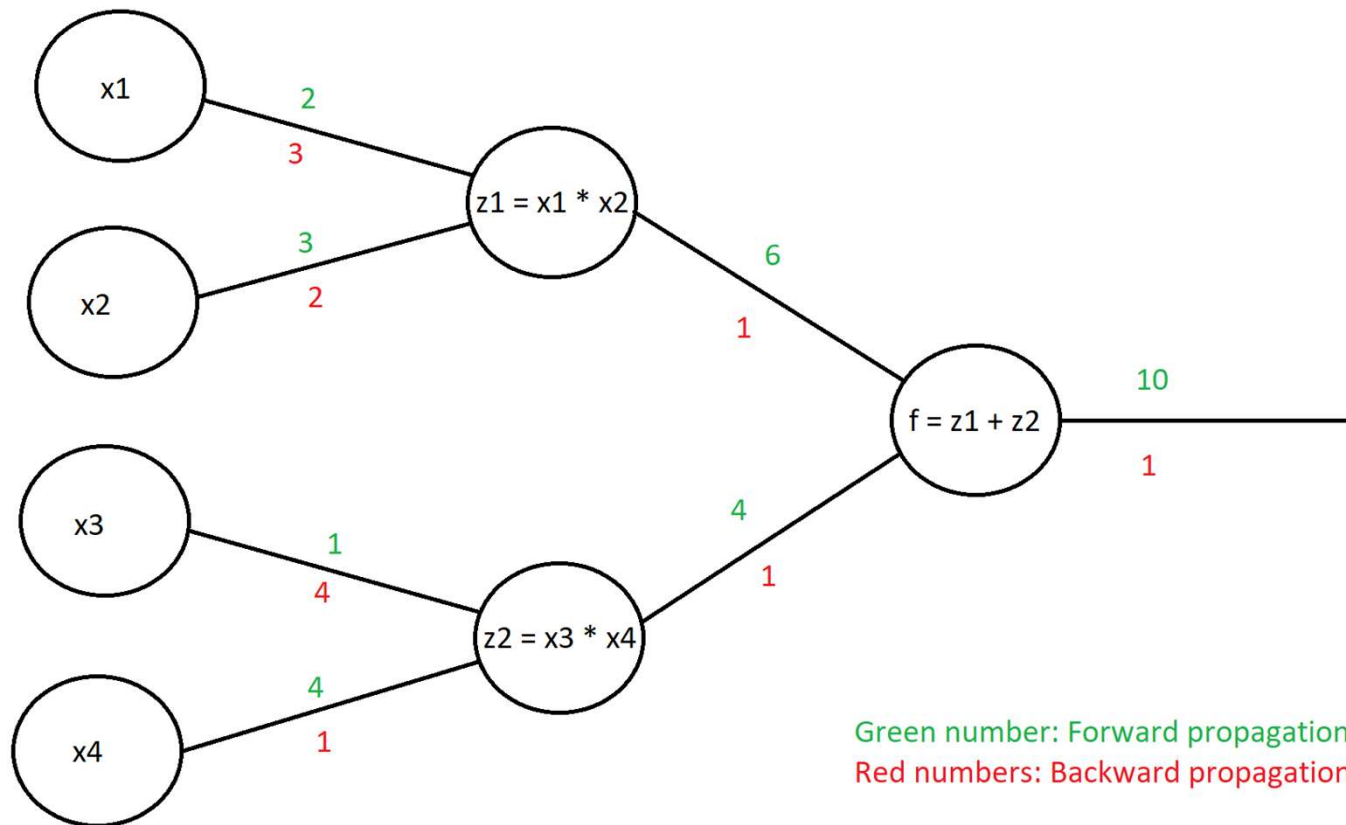 x1
2
3
z1 = x1 * x2
x2
3
2
6
1
f = z1 + z2
10
1
x3
1
4
z2 = x3 * x4
4
1
x4
4
1
Green number: Forward propagation
Red numbers: Backward propagation